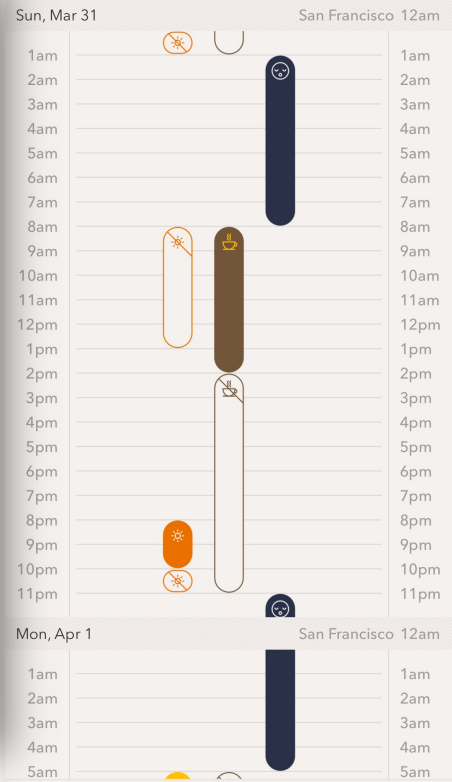 Sun, Mar 31 San Francisco 12am
1am 1am
2am 2am
3am 3am
4am 4am
5am 5am
6am 6am
7am 7am
8am 8am
9am 9am
10am 10am
11am 11am
12pm 12pm
1pm 1pm
2pm 2pm
3pm 3pm
4pm 4pm
5pm 5pm
6pm 6pm
7pm 7pm
8pm 8pm
9pm 9pm
10pm 10pm
11pm 11pm
Mon, Apr 1 San Francisco 12am
1am 1am
2am 2am
3am 3am
4am 4am
5am 5am